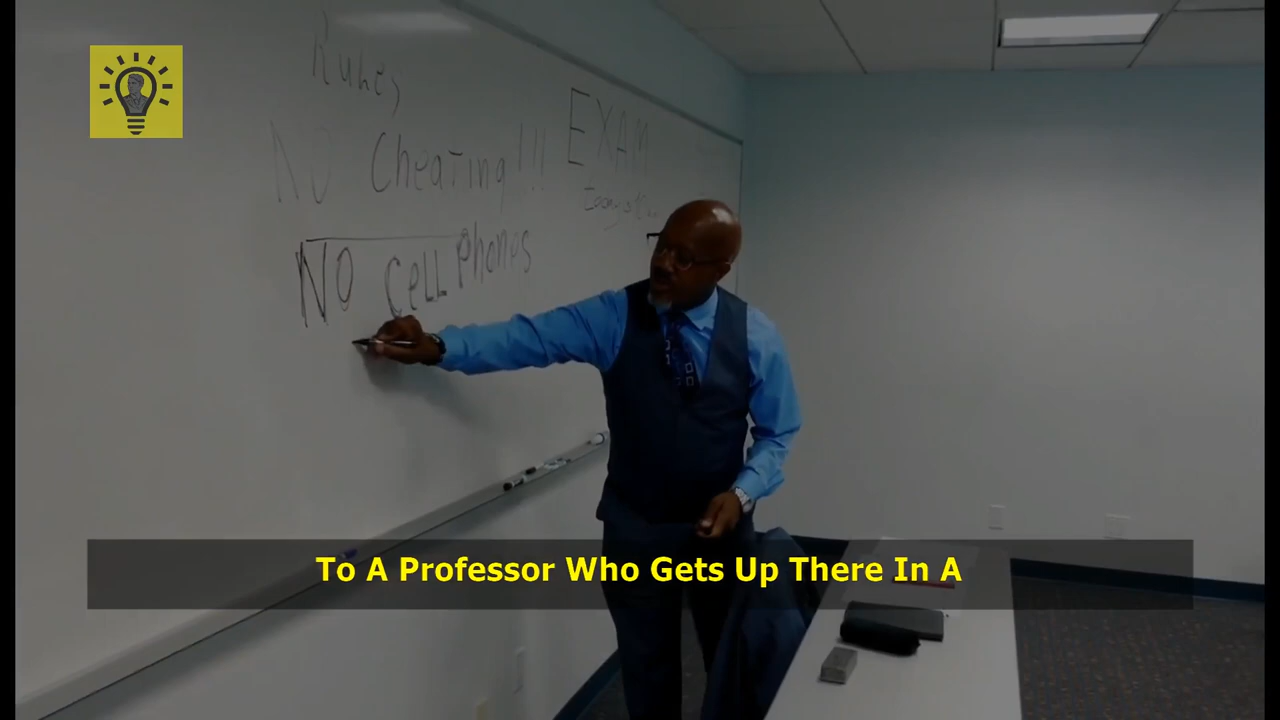 Rules
NO Cheating!!!
EXAM
NO Cell phones
To A Professor Who Gets Up There In A